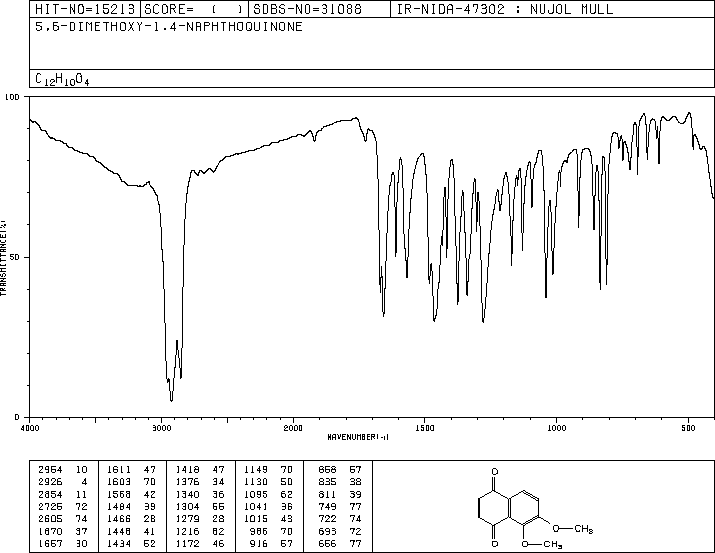 HIT-NO=15213 SCORE= ( ) SDBS-NO=31088 IR-NIDA-47302 : NUJOL MULL
5,6-DIMETHOXY-1,4-NAPHTHOQUINONE
C12H10O4
100
50
0
TRANSMITTANCE(%)
4000 3000 2000 1500 1000 500
WAVENUMBER(-1)
2954 10 1611 47 1418 47 1149 70 858 57
2926 4 1603 70 1376 34 1130 50 835 38
2854 11 1568 42 1340 36 1095 62 811 39
2725 72 1484 39 1304 55 1041 36 749 77
2605 74 1466 28 1279 28 1015 43 722 74
1670 37 1448 41 1216 62 986 70 693 72
1657 30 1434 52 1172 46 916 57 656 77
O
O-CH3
O O-CH3